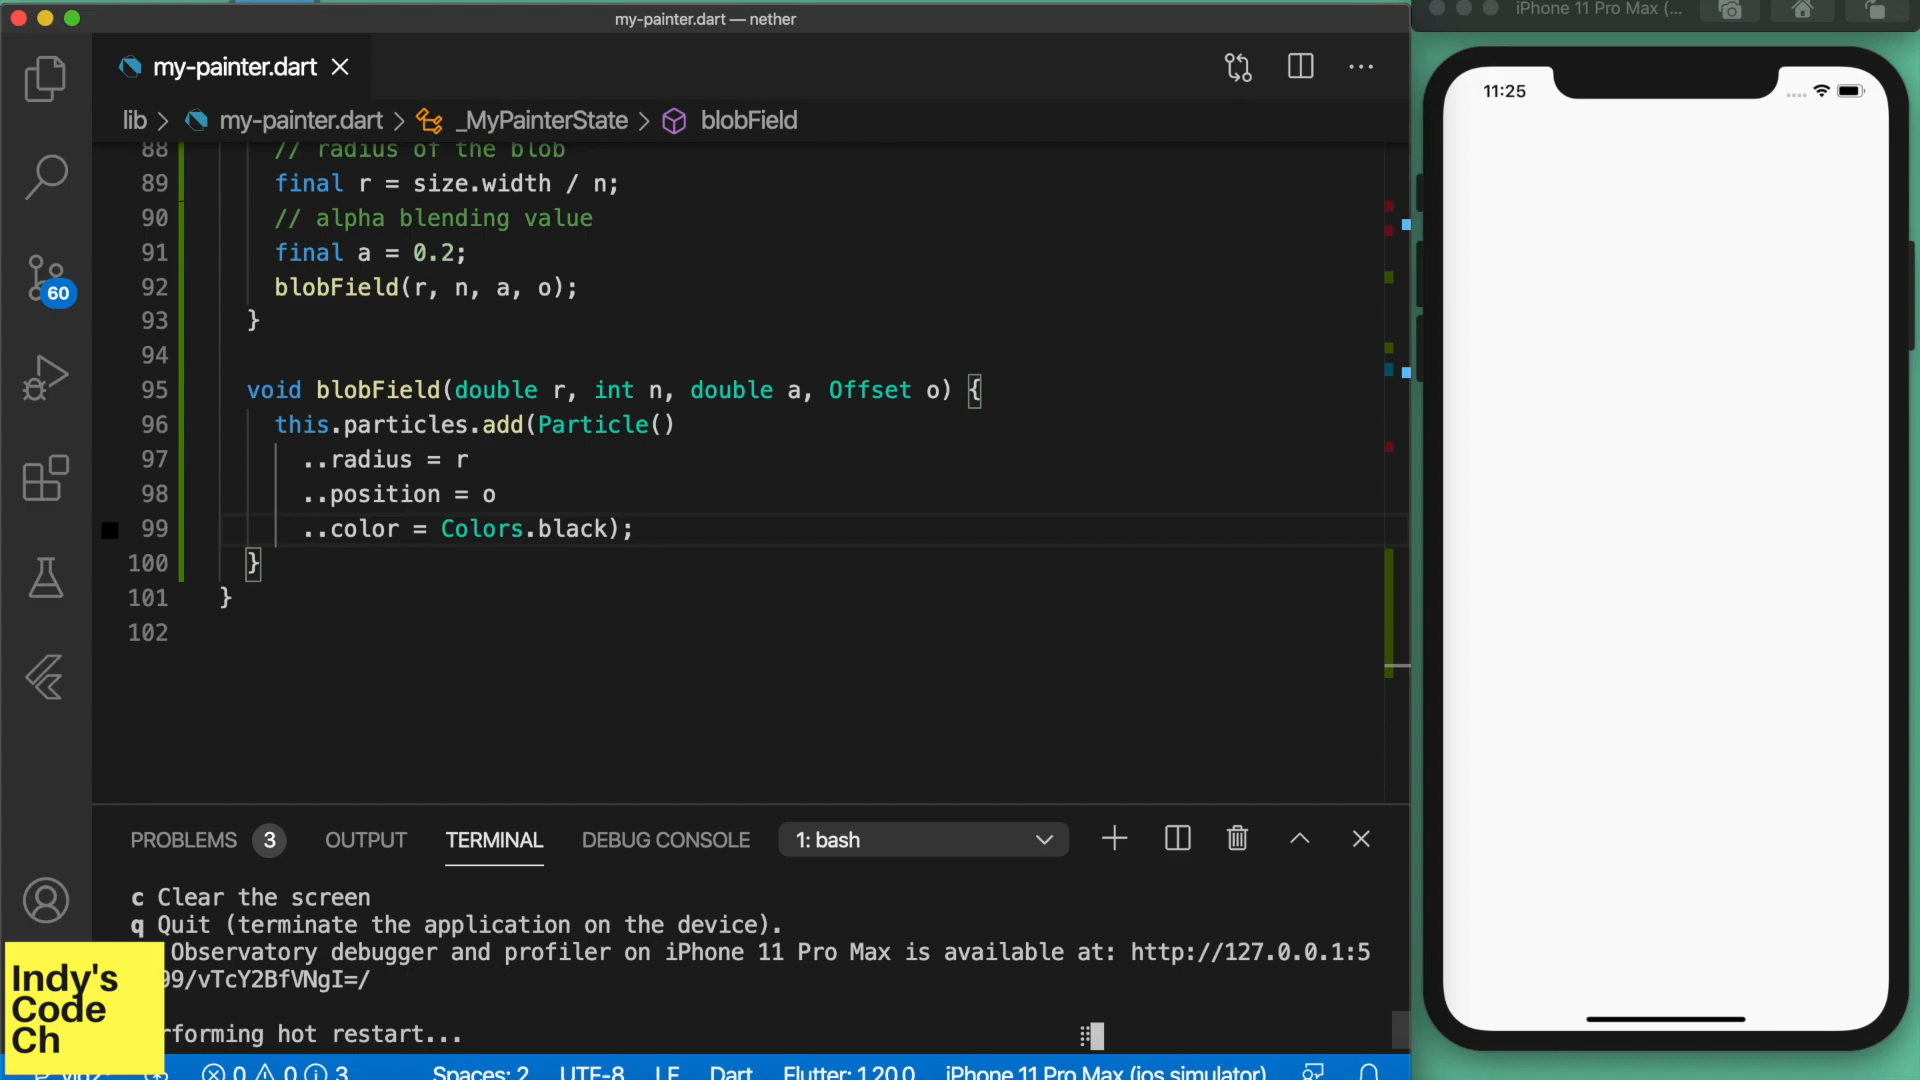 my-painter.dart — nether
iPhone 11 Pro Max (...
my-painter.dart
11:25
lib > my-painter.dart > _MyPainterState > blobField
88 // radius of the blob
89 final r = size.width / n;
90 // alpha blending value
91 final a = 0.2;
92 blobField(r, n, a, o);
93 }
94
95 void blobField(double r, int n, double a, Offset o) {
96 this.particles.add(Particle()
97 ..radius = r
98 ..position = o
99 ..color = Colors.black);
100 }
101 }
102
60
PROBLEMS 3 OUTPUT TERMINAL DEBUG CONSOLE 1: bash
c Clear the screen
q Quit (terminate the application on the device).
Observatory debugger and profiler on iPhone 11 Pro Max is available at: http://127.0.0.1:5
99/vTcY2BfVNgI=/
rforming hot restart...
Indy's
Code
Ch
0 0 3 Spaces: 2 UTF-8 LF Dart Flutter: 1.20.0 iPhone 11 Pro Max (ios simulator)